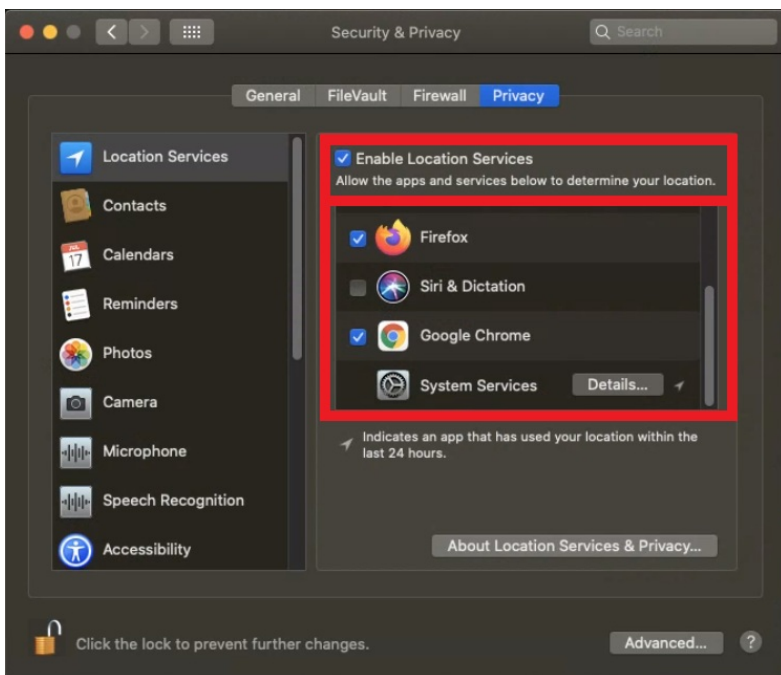 Security & Privacy
Search
General FileVault Firewall Privacy
Location Services
Contacts
JUL
17
Calendars
Reminders
Photos
Camera
Microphone
Speech Recognition
Accessibility
Enable Location Services
Allow the apps and services below to determine your location.
Firefox
Siri & Dictation
Google Chrome
System Services Details...
Indicates an app that has used your location within the
last 24 hours.
About Location Services & Privacy...
Click the lock to prevent further changes.
Advanced... ?